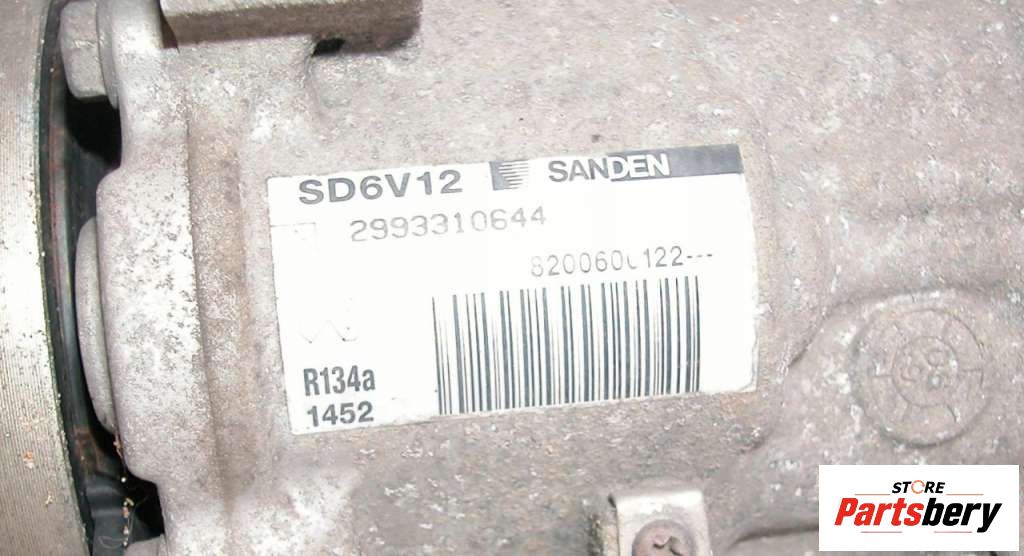 SD6V12 SANDEN
2993310644
R134a
1452
STORE
Partsbery